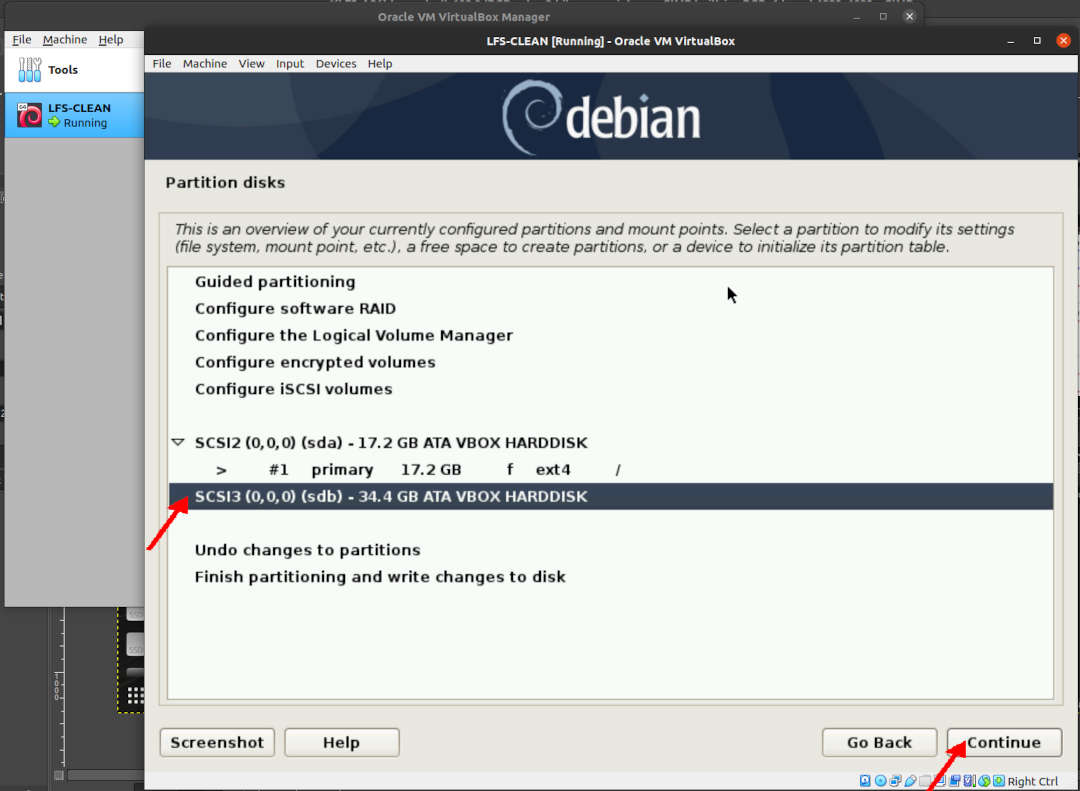 Oracle VM VirtualBox Manager
File Machine Help
LFS-CLEAN [Running] - Oracle VM VirtualBox
File Machine View Input Devices Help
Tools
LFS-CLEAN
Running
debian
Partition disks
This is an overview of your currently configured partitions and mount points. Select a partition to modify its settings
(file system, mount point, etc.), a free space to create partitions, or a device to initialize its partition table.
Guided partitioning
Configure software RAID
Configure the Logical Volume Manager
Configure encrypted volumes
Configure iSCSI volumes
SCSI2 (0,0,0) (sda) - 17.2 GB ATA VBOX HARDDISK
> #1 primary 17.2 GB f ext4 /
SCSI3 (0,0,0) (sdb) - 34.4 GB ATA VBOX HARDDISK
Undo changes to partitions
Finish partitioning and write changes to disk
Screenshot Help Go Back Continue
Right Ctrl